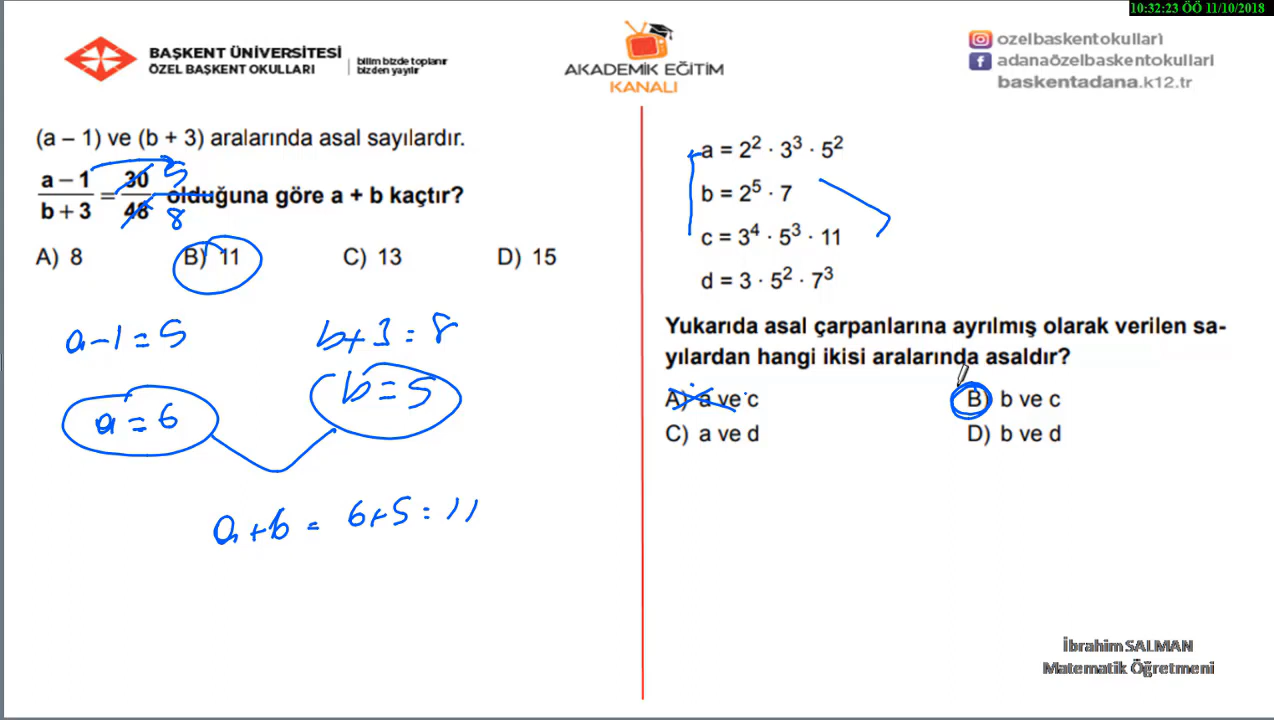 10:32:23 ÖÖ 11/10/2018
BAŞKENT ÜNİVERSİTESİ
ÖZEL BAŞKENT OKULLARI
bilim bizde toplanır
bizden yayılır
AKADEMİK EĞİTİM
KANALI
ozelbaskentokullari
adanaözelbaskentokullari
baskentadana.k12.tr
(a – 1) ve (b + 3) aralarında asal sayılardır.
a – 1 / b + 3 = 30 / 48 olduğuna göre a + b kaçtır?
5
8
A) 8 B) 11 C) 13 D) 15
a-1=5 b+3=8
a=6 b=5
a+b = 6+5=11
a = 2² · 3³ · 5²
b = 2⁵ · 7
c = 3⁴ · 5³ · 11
d = 3 · 5² · 7³
Yukarıda asal çarpanlarına ayrılmış olarak verilen sa-
yılardan hangi ikisi aralarında asaldır?
A) a ve c B) b ve c
C) a ve d D) b ve d
İbrahim SALMAN
Matematik Öğretmeni